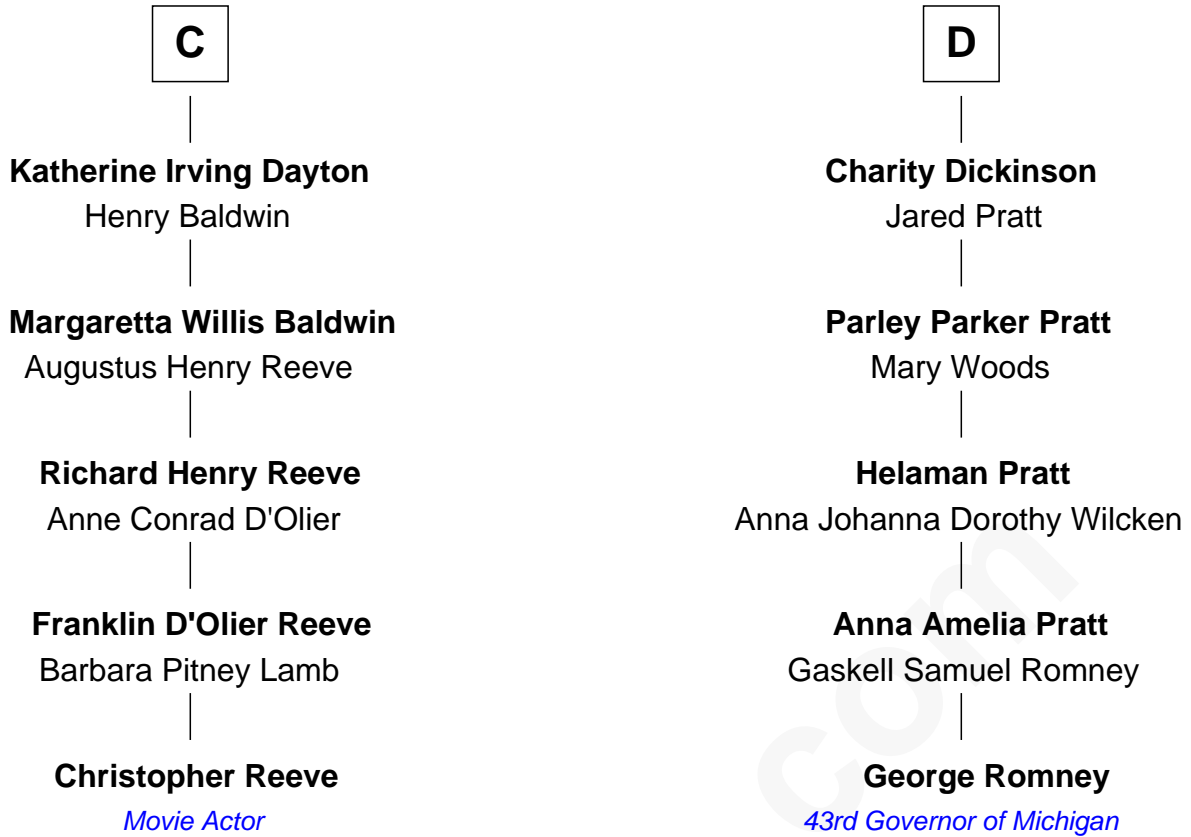 C
Katherine Irving Dayton
Henry Baldwin
Margaretta Willis Baldwin
Augustus Henry Reeve
Richard Henry Reeve
Anne Conrad D'Olier
Franklin D'Olier Reeve
Barbara Pitney Lamb
Christopher Reeve
Movie Actor
D
Charity Dickinson
Jared Pratt
Parley Parker Pratt
Mary Woods
Helaman Pratt
Anna Johanna Dorothy Wilcken
Anna Amelia Pratt
Gaskell Samuel Romney
George Romney
43rd Governor of Michigan
com